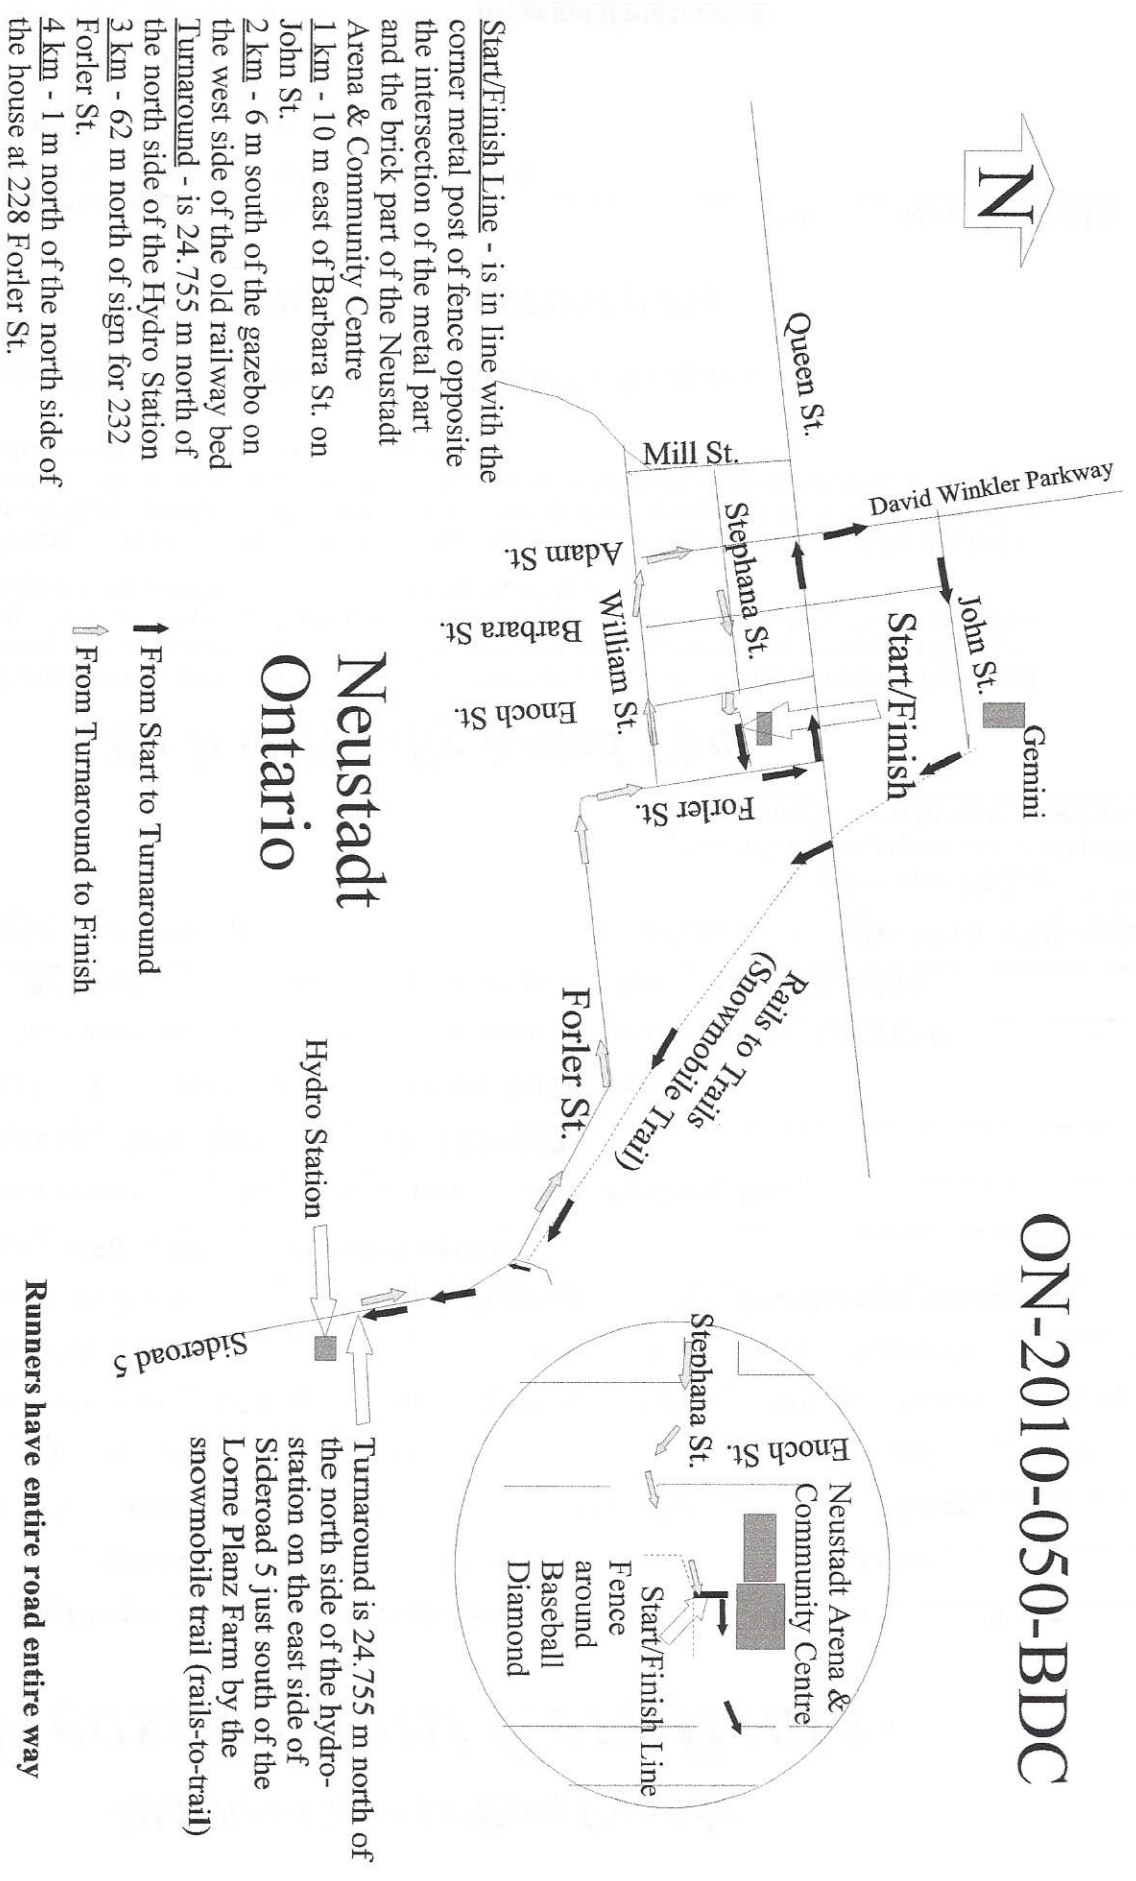 ON-2010-050-BDC
N
Queen St.
David Winkler Parkway
John St.
Gemini
Mill St.
Stephana St.
Start/Finish
Adam St.
Barbara St.
William St.
Enoch St.
Forler St.
Rails to Trails
(Snowmobile Trail)
Forler St.
Hydro Station
Sideroad 5
Neustadt
Ontario
From Start to Turnaround
From Turnaround to Finish
Start/Finish Line - is in line with the
corner metal post of fence opposite
the intersection of the metal part
and the brick part of the Neustadt
Arena & Community Centre
1 km - 10 m east of Barbara St. on
John St.
2 km - 6 m south of the gazebo on
the west side of the old railway bed
Turnaround - is 24.755 m north of
the north side of the Hydro Station
3 km - 62 m north of sign for 232
Forler St.
4 km - 1 m north of the north side of
the house at 228 Forler St.
Neustadt Arena &
Community Centre
Enoch St.
Stephana St.
Start/Finish Line
Fence
around
Baseball
Diamond
Turnaround is 24.755 m north of
the north side of the hydro-
station on the east side of
Sideroad 5 just south of the
Lorne Planz Farm by the
snowmobile trail (rails-to-trail)
Runners have entire road entire way